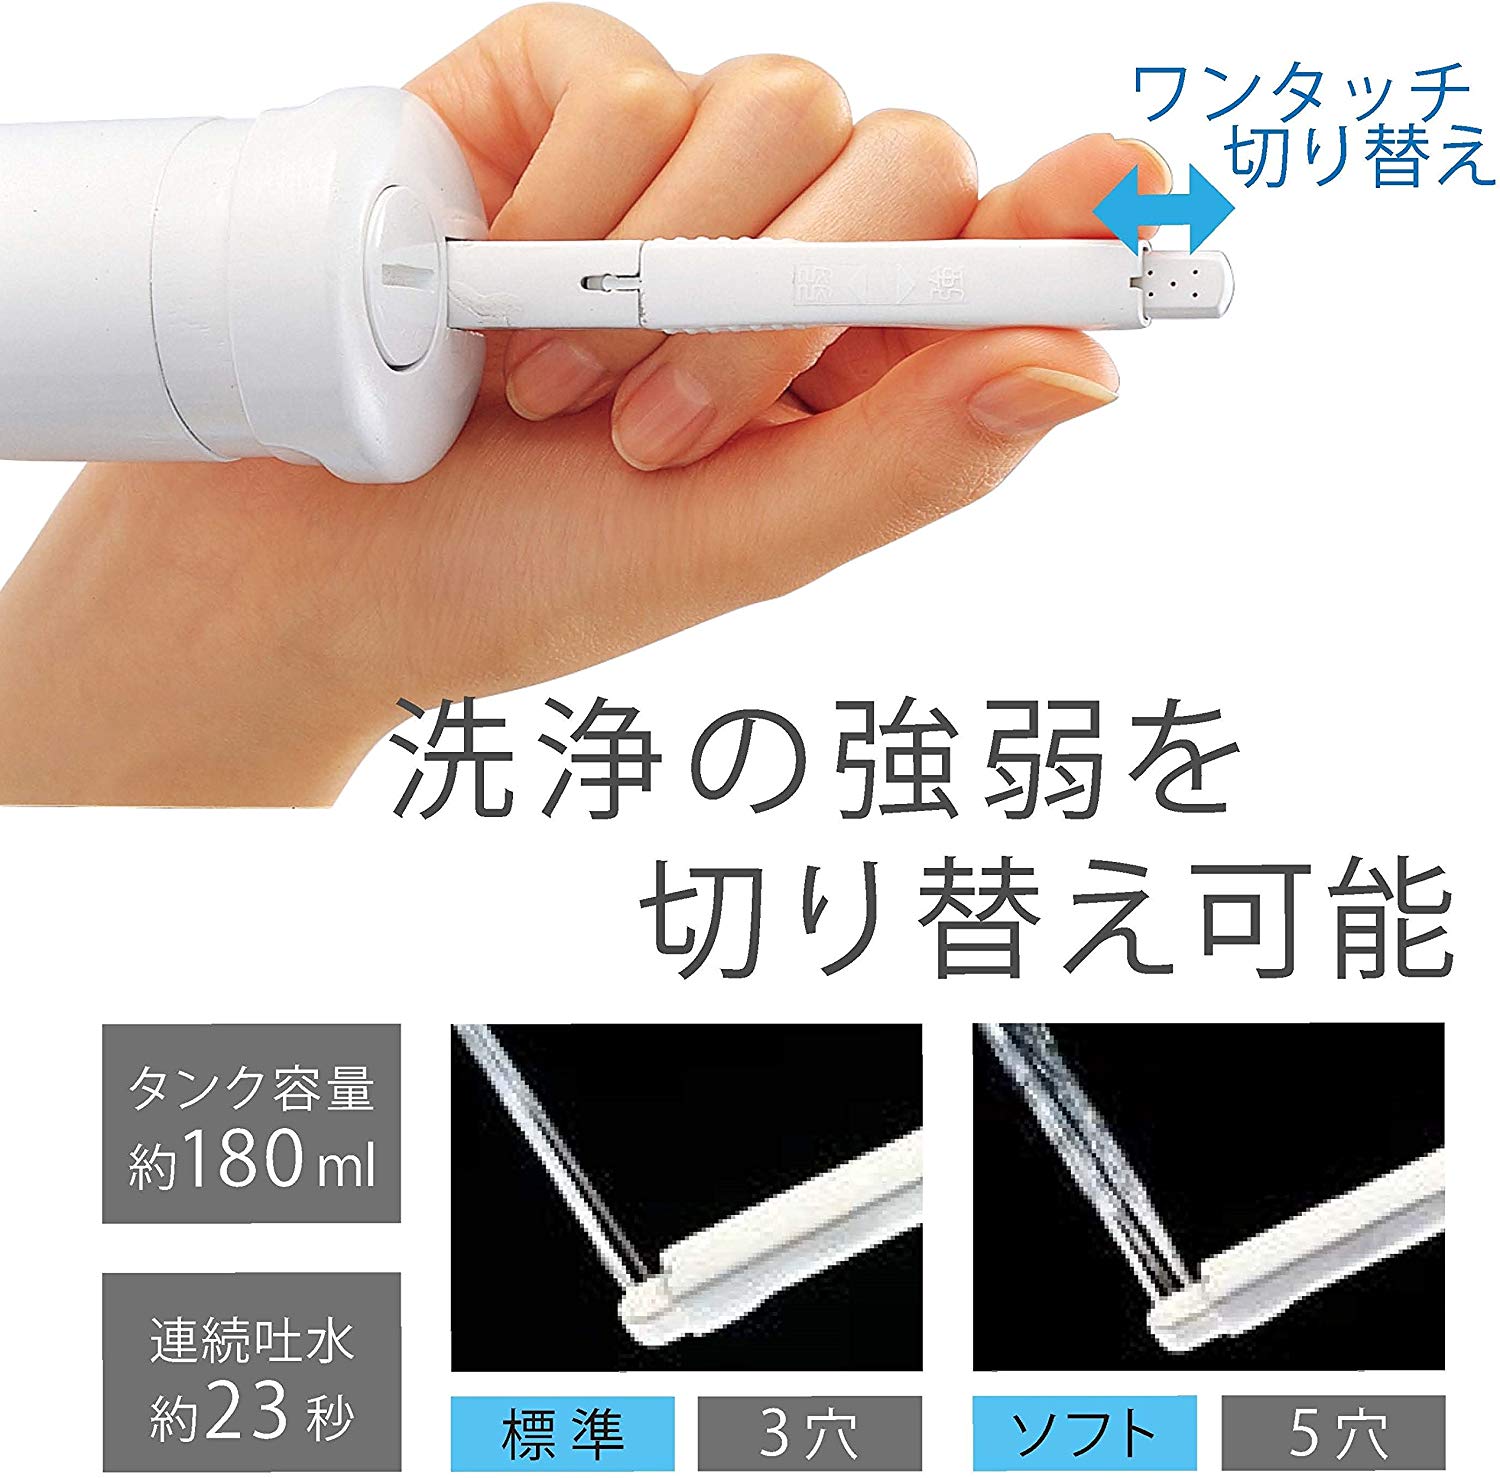 ワンタッチ
切り替え
弱 強
洗浄の強弱を
切り替え可能
タンク容量
約180ml
連続吐水
約23秒
標準
3穴
ソフト
5穴